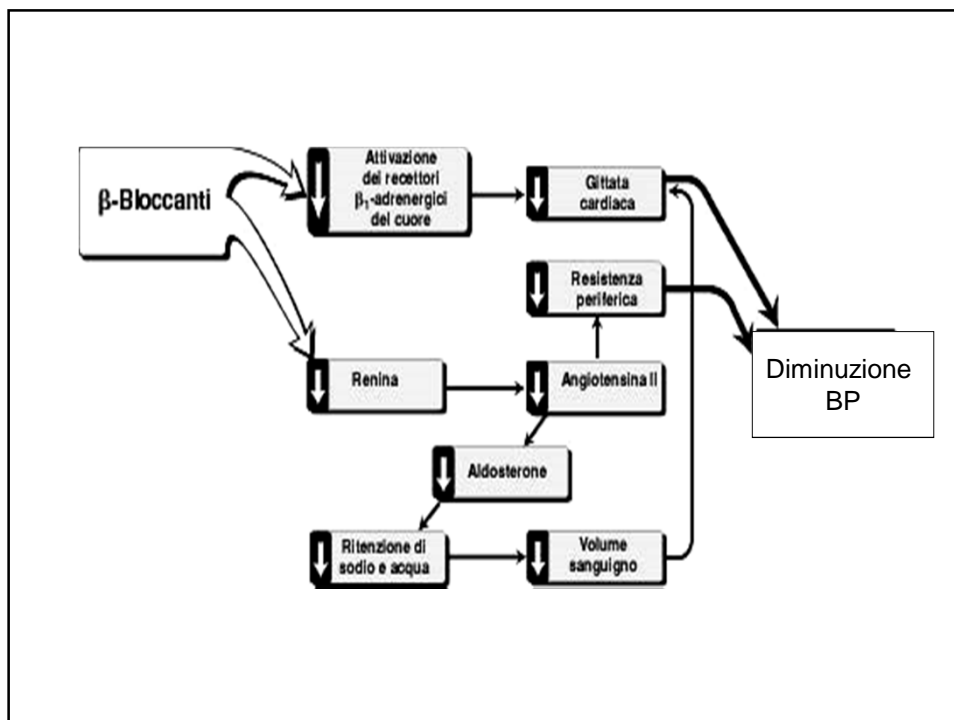 β-Bloccanti
Attivazione
dei recettori
β1-adrenergici
del cuore
Gittata
cardiaca
Resistenza
periferica
Renina
Angiotensina II
Aldosterone
Ritenzione di
sodio e acqua
Volume
sanguigno
Diminuzione
BP